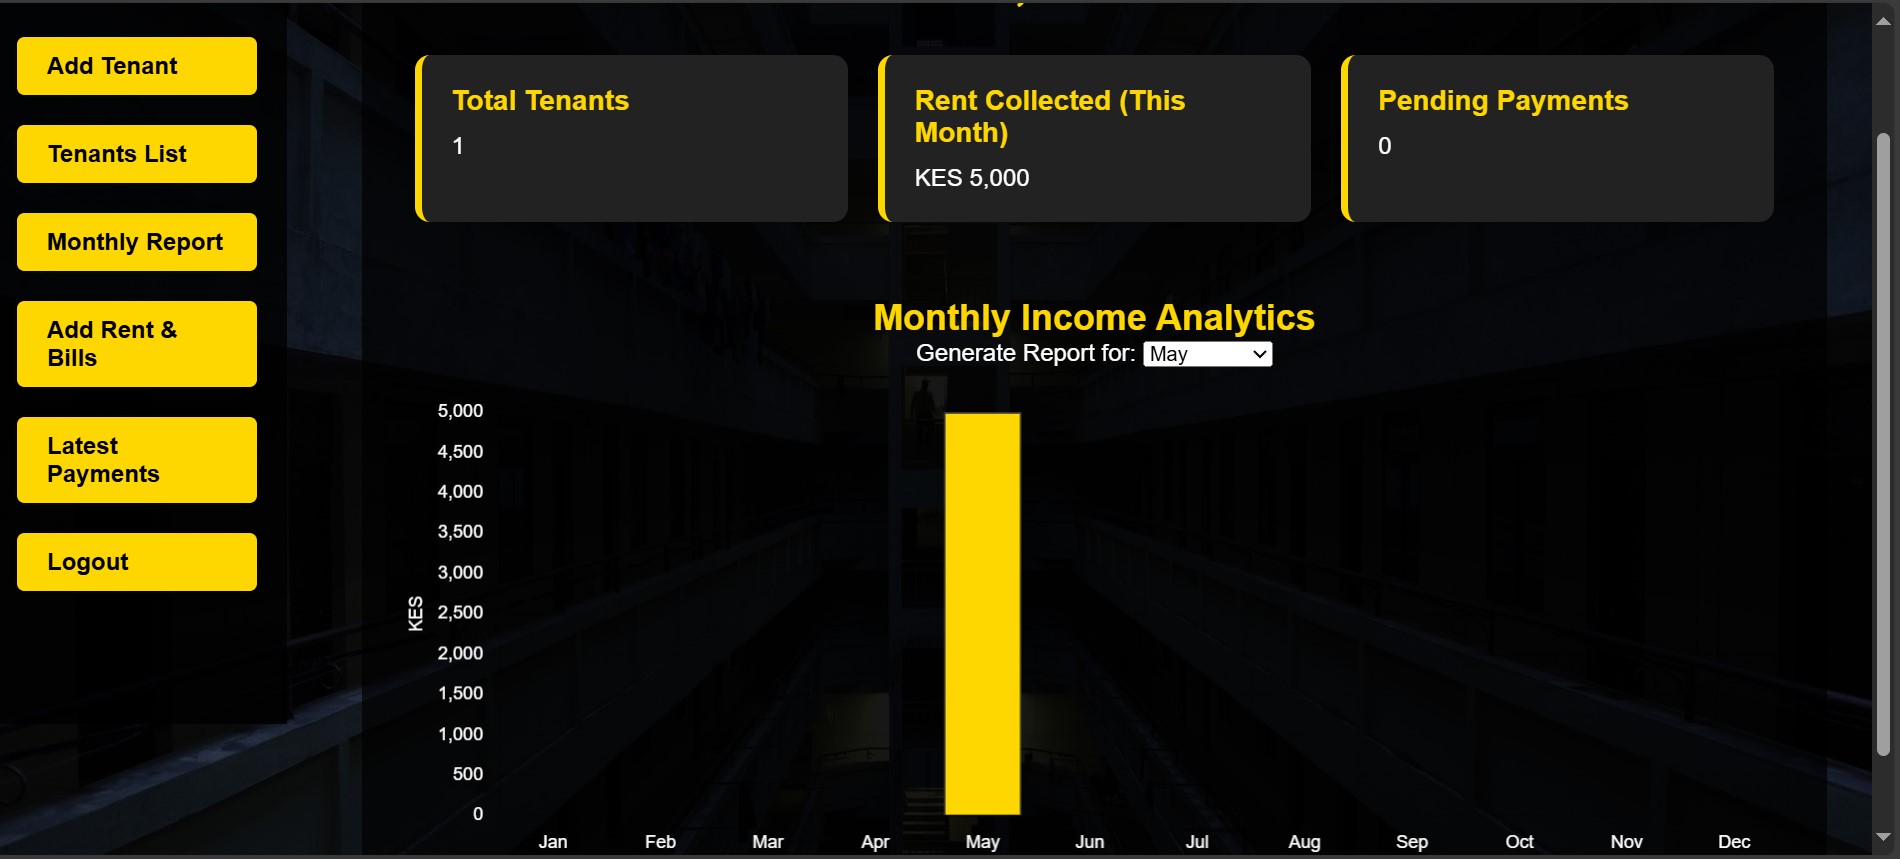 Add Tenant
Tenants List
Monthly Report
Add Rent &
Bills
Latest
Payments
Logout
Total Tenants
1
Rent Collected (This
Month)
KES 5,000
Pending Payments
0
Monthly Income Analytics
Generate Report for: May
5,000
4,500
4,000
3,500
3,000
2,500
2,000
1,500
1,000
500
0
KES
Jan Feb Mar Apr May Jun Jul Aug Sep Oct Nov Dec